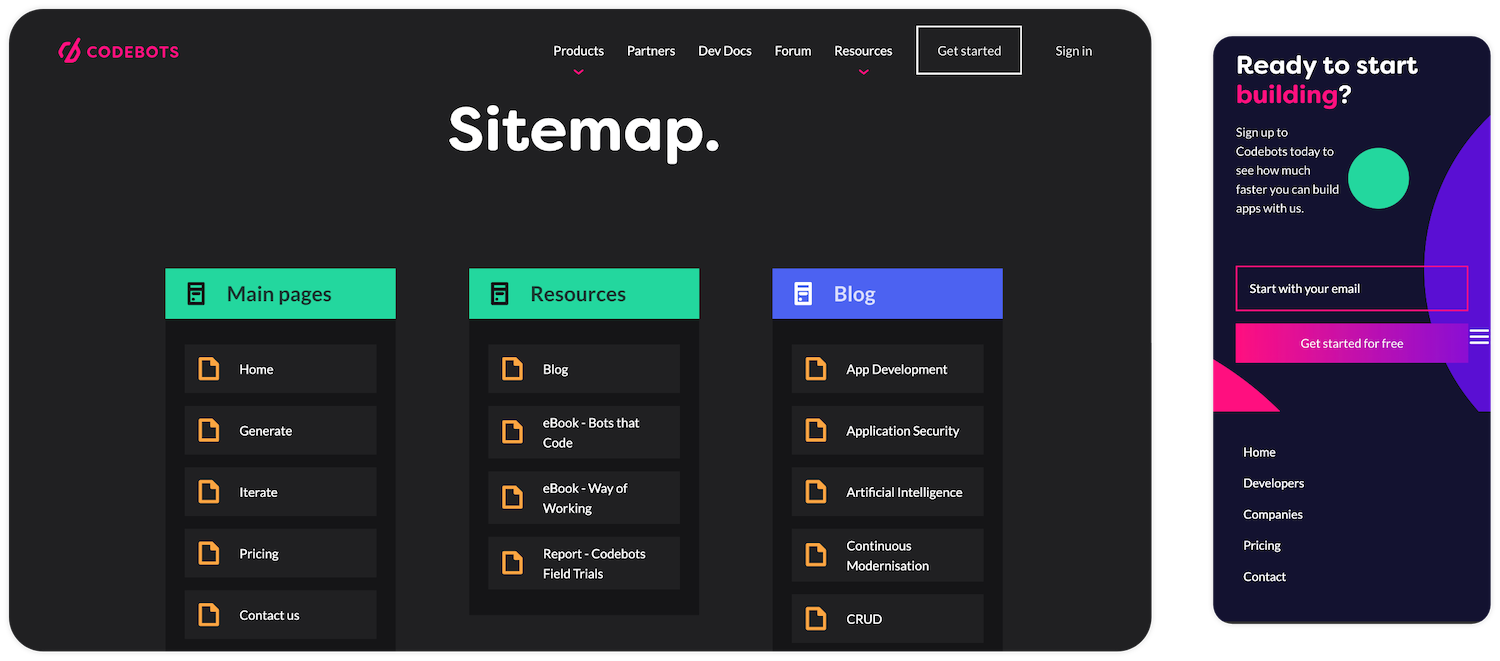 CODEBOTS
Products Partners Dev Docs Forum Resources Get started Sign in
Sitemap.
Main pages
Home
Generate
Iterate
Pricing
Contact us
Resources
Blog
eBook - Bots that
Code
eBook - Way of
Working
Report - Codebots
Field Trials
Blog
App Development
Application Security
Artificial Intelligence
Continuous
Modernisation
CRUD
Ready to start
building?
Sign up to
Codebots today to
see how much
faster you can build
apps with us.
Start with your email
Get started for free
Home
Developers
Companies
Pricing
Contact